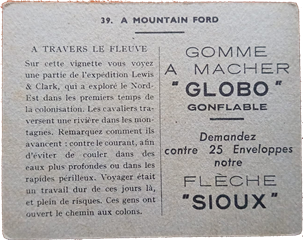 39. A MOUNTAIN FORD
A TRAVERS LE FLEUVE
Sur cette vignette vous voyez
une partie de l'expédition Lewis
& Clark, qui a exploré le Nord-
Est dans les premiers temps de
la colonisation. Les cavaliers tra-
versent une rivière dans les mon-
tagnes. Remarquez comment ils
avancent : contre le courant, afin
d'éviter de couler dans des
eaux plus profondes ou dans les
rapides périlleux. Voyager était
un travail dur de ces jours là,
et plein de risques. Ces gens ont
ouvert le chemin aux colons.
GOMME
A MACHER
"GLOBO"
GONFLABLE
Demandez
contre 25 Enveloppes
notre
FLÈCHE
"SIOUX"